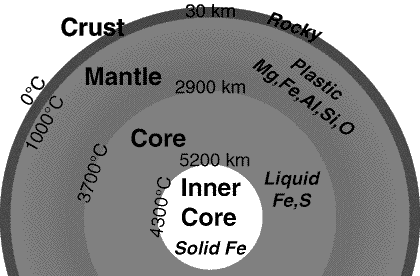 30 km
Crust
Rocky
Mantle
Plastic
Mg,Fe,Al,Si,O
0°C
1000°C
2900 km
Core
3700°C
5200 km
4300°C
Inner
Core
Solid Fe
Liquid
Fe,S